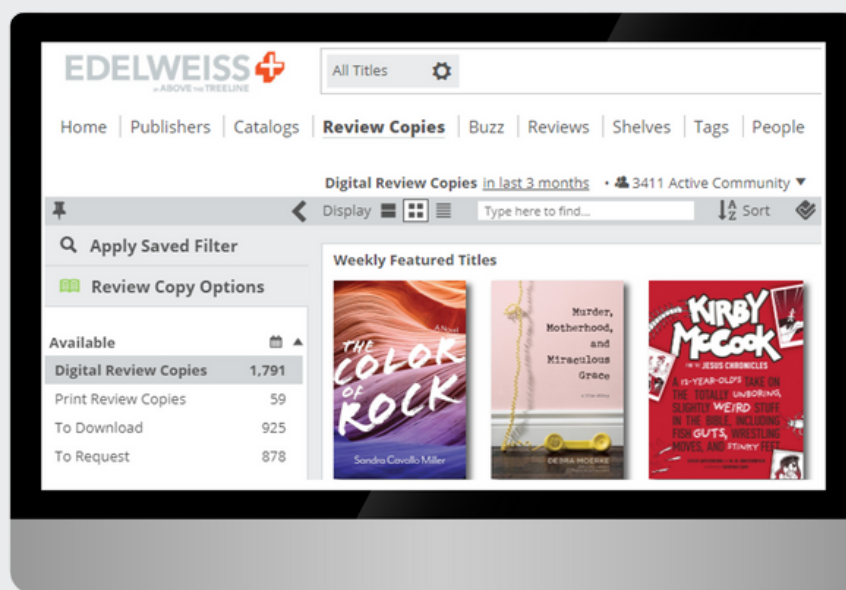 EDELWEISS
BY ABOVE THE TREELINE
All Titles
Home Publishers Catalogs Review Copies Buzz Reviews Shelves Tags People
Digital Review Copies in last 3 months • 3411 Active Community ▼
Display Type here to find... Sort
Apply Saved Filter
Review Copy Options
Available
Digital Review Copies 1,791
Print Review Copies 59
To Download 925
To Request 878
Weekly Featured Titles
A Novel
THE
COLOR
OF
ROCK
Sandra Cavallo Miller
Murder,
Motherhood,
and
Miraculous
Grace
DEBRA MOERKE
KIRBY
McCOOK
AND THE JESUS CHRONICLES
A 12-YEAR-OLD'S TAKE ON
THE TOTALLY UNBORING,
SLIGHTLY WEIRD STUFF
IN THE BIBLE, INCLUDING
FISH GUTS, WRESTLING
MOVES, AND STINKY FEET